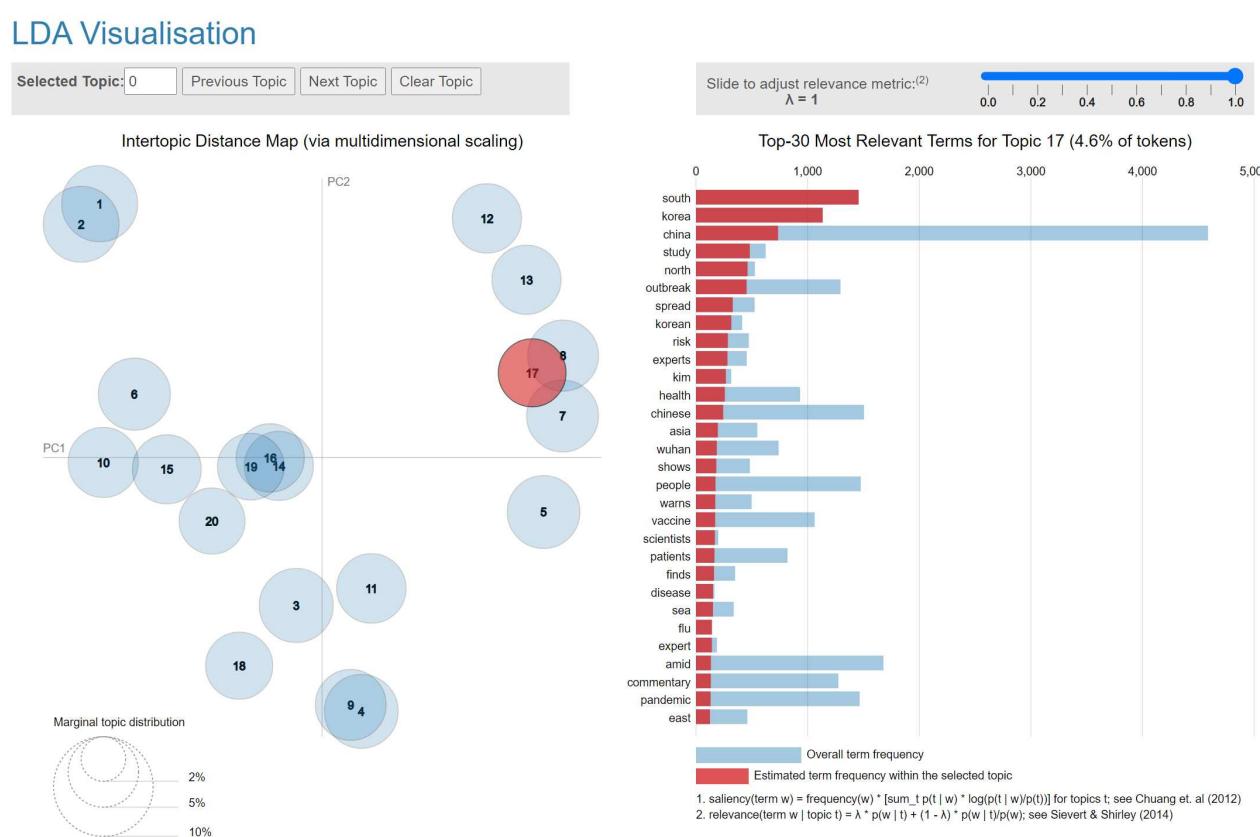 LDA Visualisation
Selected Topic: 0 Previous Topic Next Topic Clear Topic
Slide to adjust relevance metric:(2)
λ = 1
0.0 0.2 0.4 0.6 0.8 1.0
Intertopic Distance Map (via multidimensional scaling)
PC2
PC1
1
2
12
13
8
17
7
6
10
15
19
16
14
20
5
3
11
18
9
4
Marginal topic distribution
2%
5%
10%
Top-30 Most Relevant Terms for Topic 17 (4.6% of tokens)
0 1,000 2,000 3,000 4,000 5,00
south
korea
china
study
north
outbreak
spread
korean
risk
experts
kim
health
chinese
asia
wuhan
shows
people
warns
vaccine
scientists
patients
finds
disease
sea
flu
expert
amid
commentary
pandemic
east
Overall term frequency
Estimated term frequency within the selected topic
1. saliency(term w) = frequency(w) * [sum_t p(t | w) * log(p(t | w)/p(t))] for topics t; see Chuang et. al (2012)
2. relevance(term w | topic t) = λ * p(w | t) + (1 - λ) * p(w | t)/p(w); see Sievert & Shirley (2014)